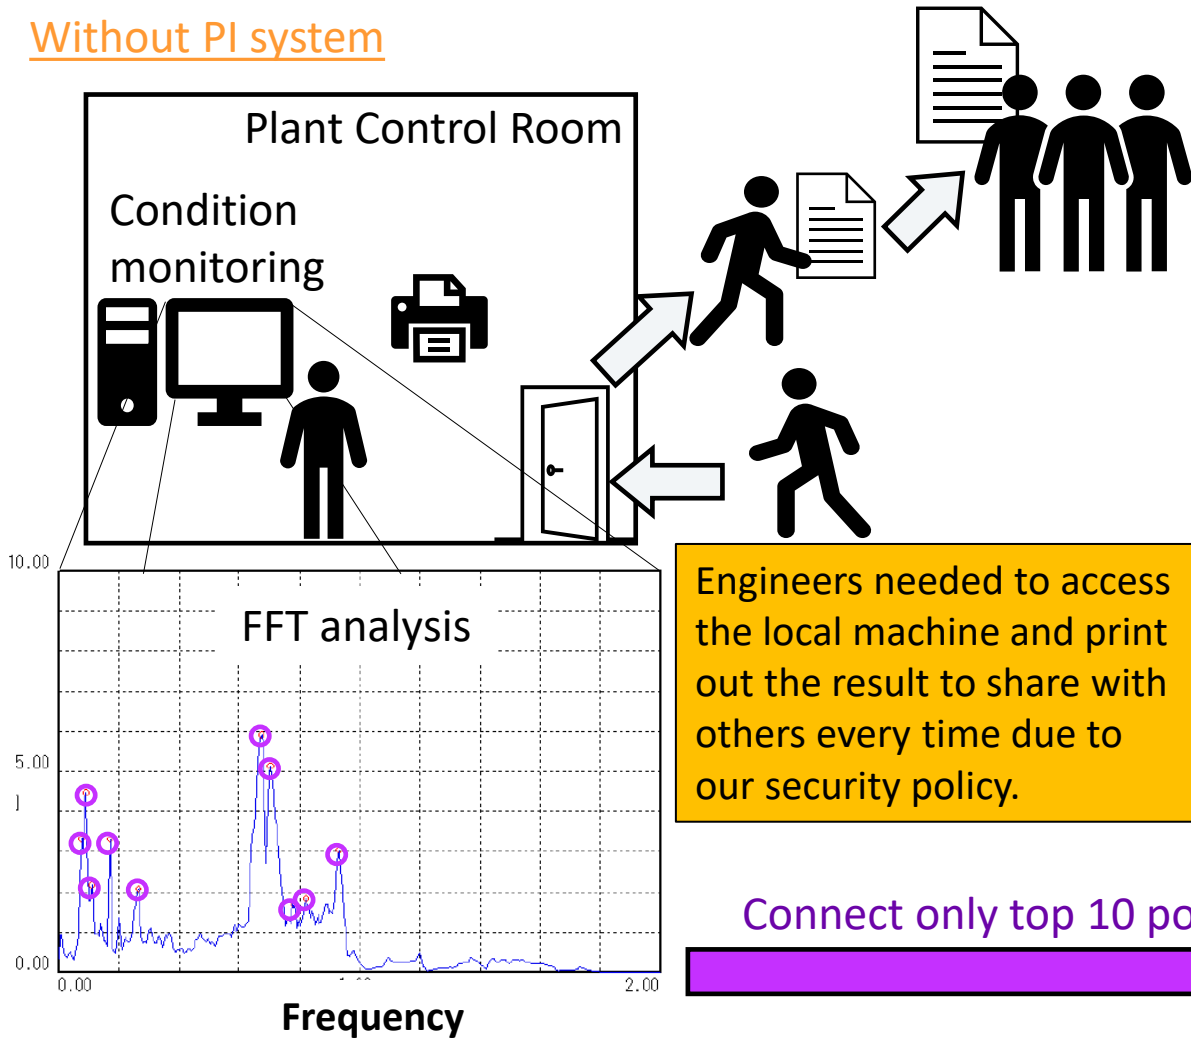 Without PI system
Plant Control Room
Condition
monitoring
10.00
FFT analysis
5.00
]
0.00
0.00
2.00
Frequency
Engineers needed to access
the local machine and print
out the result to share with
others every time due to
our security policy.
Connect only top 10 po